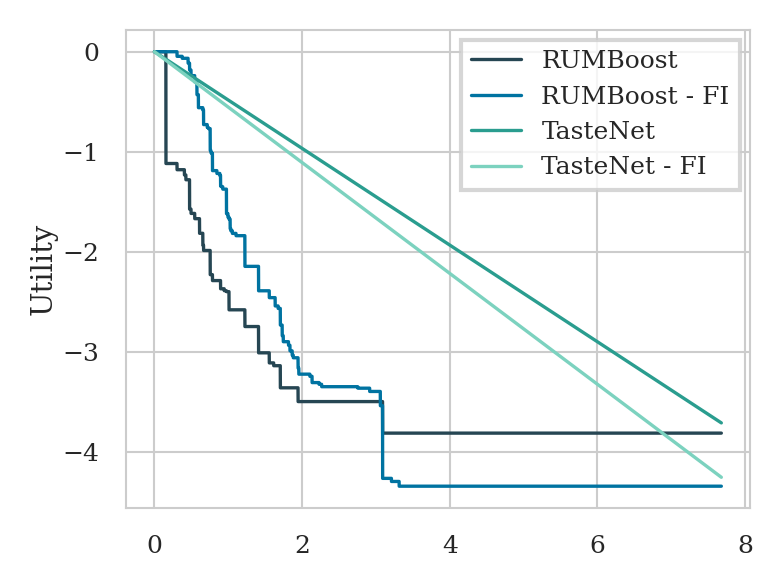 RUMBoost
RUMBoost - FI
TasteNet
TasteNet - FI
Utility
0
−1
−2
−3
−4
0 2 4 6 8